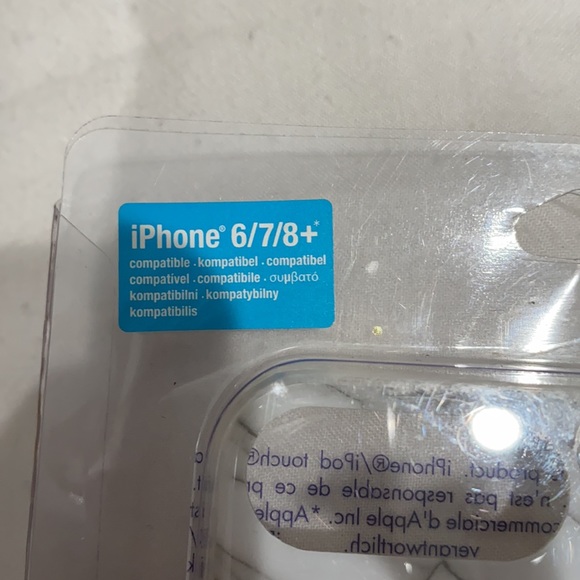 iPhone® 6/7/8+*
compatible . kompatibel . compatibel
compatível . compatibile . συμβατό
kompatibilni . kompatybilny
kompatibilis
product. iPhone®/iPod touch®
n'est pas responsable de ce pr
commerciale d'Apple Inc. *Apple
verantwortlich.